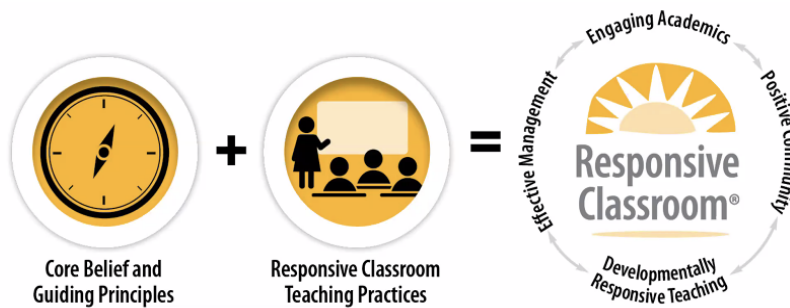 Core Belief and
Guiding Principles
+
Responsive Classroom
Teaching Practices
=
Engaging Academics
Positive Community
Developmentally
Responsive Teaching
Effective Management
Responsive
Classroom®